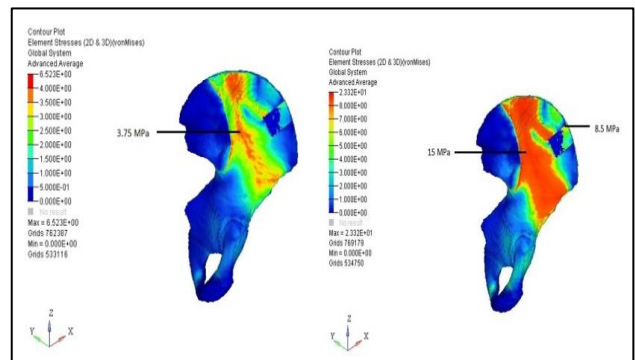 Contour Plot
Element Stresses (2D & 3D)(vonMises)
Global System
Advanced Average
6.523E+00
4.000E+00
3.500E+00
3.000E+00
2.500E+00
2.000E+00
1.500E+00
1.000E+00
5.000E-01
0.000E+00
No result
Max = 6.523E+00
Grids 762387
Min = 0.000E+00
Grids 533116
3.75 MPa
Z
Y X
Contour Plot
Element Stresses (2D & 3D)(vonMises)
Global System
Advanced Average
2.332E+01
8.000E+00
7.000E+00
6.000E+00
5.000E+00
4.000E+00
3.000E+00
2.000E+00
1.000E+00
0.000E+00
No result
Max = 2.332E+01
Grids 769179
Min = 0.000E+00
Grids 534750
15 MPa
8.5 MPa
Z
Y X